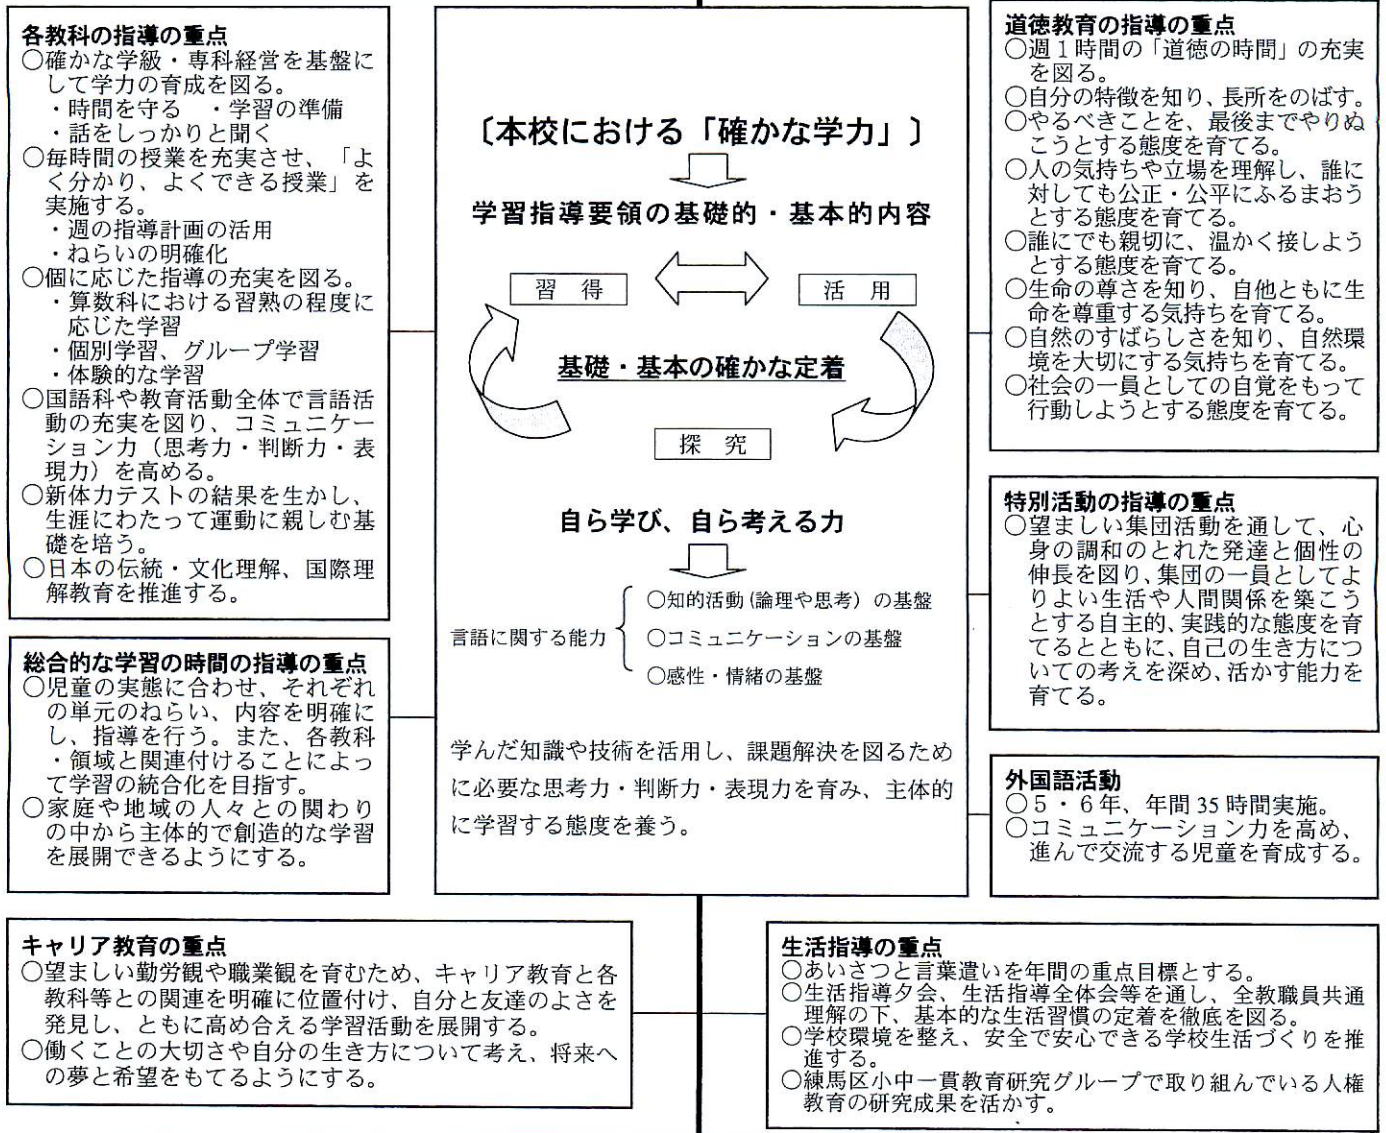 各教科の指導の重点
〇確かな学級・専科経営を基盤に
して学力の育成を図る。
・時間を守る ・学習の準備
・話をしっかりと聞く
〇毎時間の授業を充実させ、「よ
く分かり、よくできる授業」を
実施する。
・週の指導計画の活用
・ねらいの明確化
〇個に応じた指導の充実を図る。
・算数科における習熟の程度に
応じた学習
・個別学習、グループ学習
・体験的な学習
〇国語科や教育活動全体で言語活
動の充実を図り、コミュニケー
ション力（思考力・判断力・表
現力）を高める。
〇新体力テストの結果を生かし、
生涯にわたって運動に親しむ基
礎を培う。
〇日本の伝統・文化理解、国際理
解教育を推進する。
総合的な学習の時間の指導の重点
〇児童の実態に合わせ、それぞれ
の単元のねらい、内容を明確に
し、指導を行う。また、各教科
・領域と関連付けることによっ
て学習の統合化を目指す。
〇家庭や地域の人々との関わり
の中から主体的で創造的な学習
を展開できるようにする。
〔本校における「確かな学力」〕
学習指導要領の基礎的・基本的内容
習 得
活 用
基礎・基本の確かな定着
探 究
自ら学び、自ら考える力
言語に関する能力
〇知的活動(論理や思考）の基盤
〇コミュニケーションの基盤
〇感性・情緒の基盤
学んだ知識や技術を活用し、課題解決を図るため
に必要な思考力・判断力・表現力を育み、主体的
に学習する態度を養う。
道徳教育の指導の重点
〇週１時間の「道徳の時間」の充実
を図る。
〇自分の特徴を知り、長所をのばす。
〇やるべきことを、最後までやりぬ
こうとする態度を育てる。
〇人の気持ちや立場を理解し、誰に
対しても公正・公平にふるまおう
とする態度を育てる。
〇誰にでも親切に、温かく接しよう
とする態度を育てる。
〇生命の尊さを知り、自他ともに生
命を尊重する気持ちを育てる。
〇自然のすばらしさを知り、自然環
境を大切にする気持ちを育てる。
〇社会の一員としての自覚をもって
行動しようとする態度を育てる。
特別活動の指導の重点
〇望ましい集団活動を通して、心
身の調和のとれた発達と個性の
伸長を図り、集団の一員としてよ
りよい生活や人間関係を築こう
とする自主的、実践的な態度を育
てるとともに、自己の生き方につ
いての考えを深め、活かす能力を
育てる。
外国語活動
〇５・６年、年間 35 時間実施。
〇コミュニケーション力を高め、
進んで交流する児童を育成する。
キャリア教育の重点
〇望ましい勤労観や職業観を育むため、キャリア教育と各
教科等との関連を明確に位置付け、自分と友達のよさを
発見し、ともに高め合える学習活動を展開する。
〇働くことの大切さや自分の生き方について考え、将来へ
の夢と希望をもてるようにする。
生活指導の重点
〇あいさつと言葉遣いを年間の重点目標とする。
〇生活指導夕会、生活指導全体会等を通し、全教職員共通
理解の下、基本的な生活習慣の定着を徹底を図る。
〇学校環境を整え、安全で安心できる学校生活づくりを推
進する。
〇練馬区小中一貫教育研究グループで取り組んでいる人権
教育の研究成果を活かす。